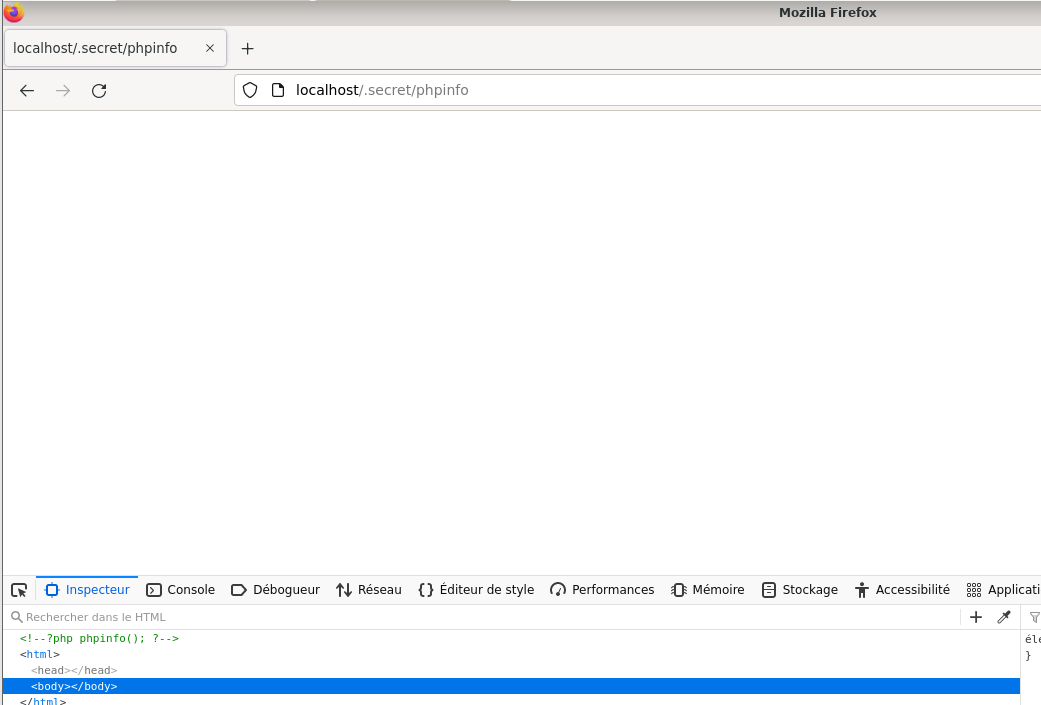 Mozilla Firefox
localhost/.secret/phpinfo
localhost/.secret/phpinfo
Inspecteur Console Débogueur Réseau Éditeur de style Performances Mémoire Stockage Accessibilité Applicati
Rechercher dans le HTML
<!--?php phpinfo(); ?-->
<html>
<head></head>
<body></body>
</html>
éle
}